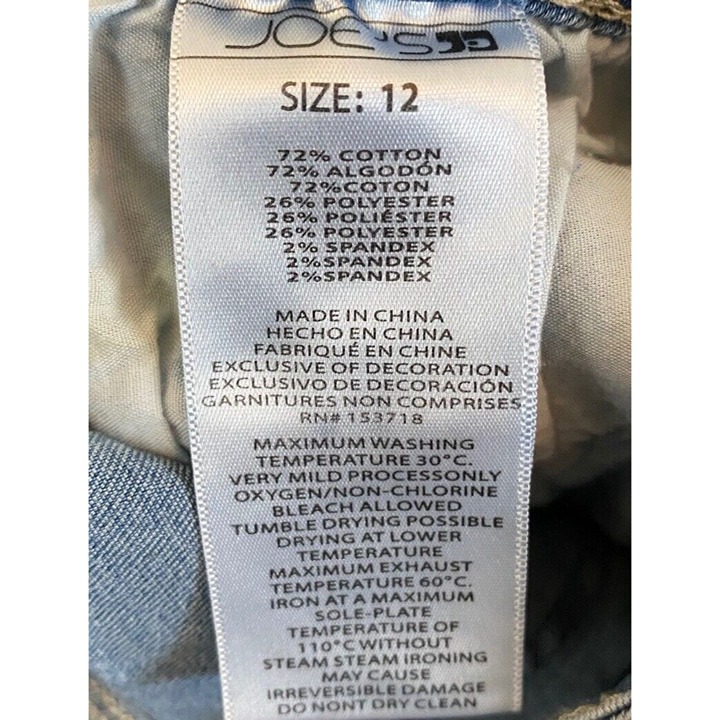 JOE'S
SIZE: 12
72% COTTON
72% ALGODÓN
72%COTON
26% POLYESTER
26% POLIÉSTER
26% POLYESTER
2% SPANDEX
2%SPANDEX
2%SPANDEX
MADE IN CHINA
HECHO EN CHINA
FABRIQUÉ EN CHINE
EXCLUSIVE OF DECORATION
EXCLUSIVO DE DECORACIÓN
GARNITURES NON COMPRISES
RN# 153718
MAXIMUM WASHING
TEMPERATURE 30°C.
VERY MILD PROCESSONLY
OXYGEN/NON-CHLORINE
BLEACH ALLOWED
TUMBLE DRYING POSSIBLE
DRYING AT LOWER
TEMPERATURE
MAXIMUM EXHAUST
TEMPERATURE 60°C.
IRON AT A MAXIMUM
SOLE-PLATE
TEMPERATURE OF
110°C WITHOUT
STEAM STEAM IRONING
MAY CAUSE
IRREVERSIBLE DAMAGE
DO NONT DRY CLEAN